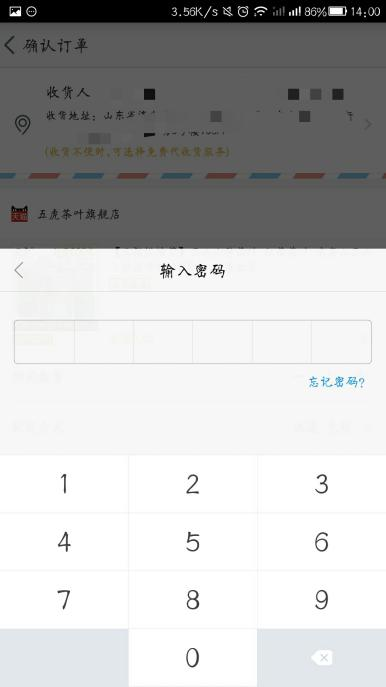 3.56K/s 86% 14:00
确认订单
收货人
收货地址：山东省
(收货不便时,可选择免费代收货服务)
天猫 五虎茶叶旗舰店
输入密码
忘记密码?
1 2 3
4 5 6
7 8 9
0